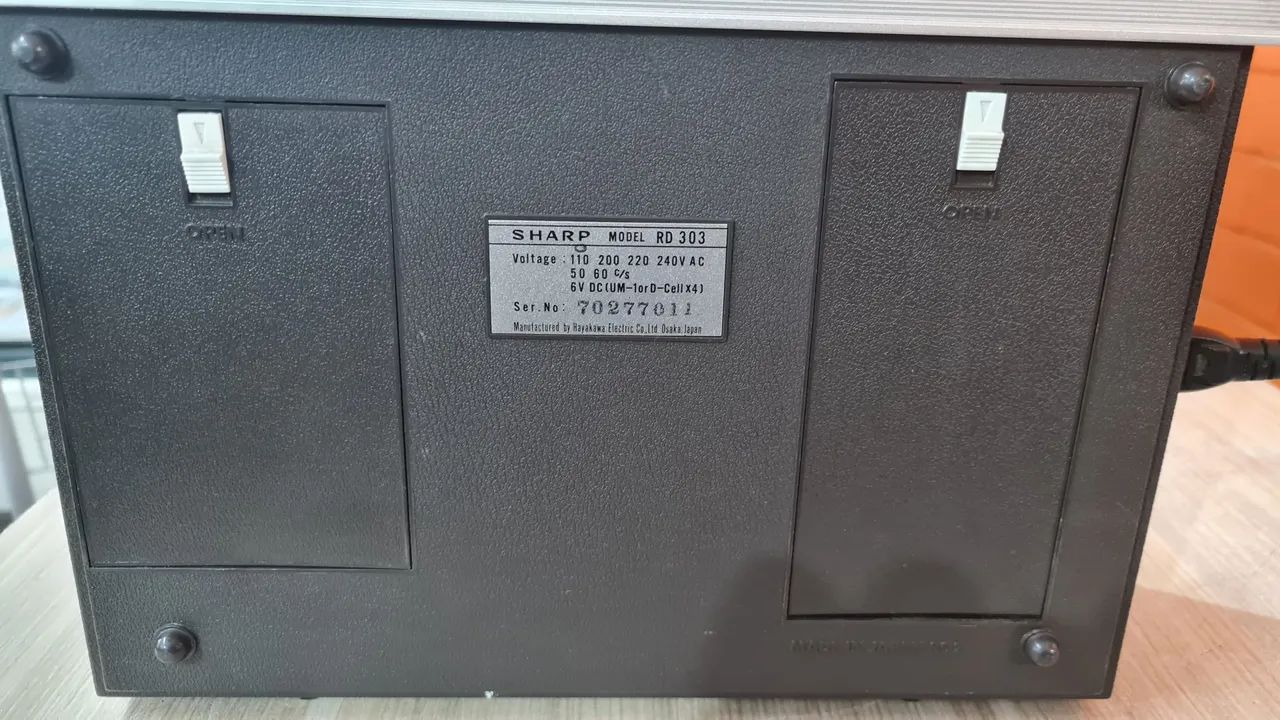 OPEN
OPEN
SHARP MODEL RD 303
Voltage : 110 200 220 240V AC
50 60 c/s
6V DC(UM-1orD-Cell X4)
Ser.No: 70277011
Manufactured by Hayakawa Electric Co., Ltd. Osaka, Japan